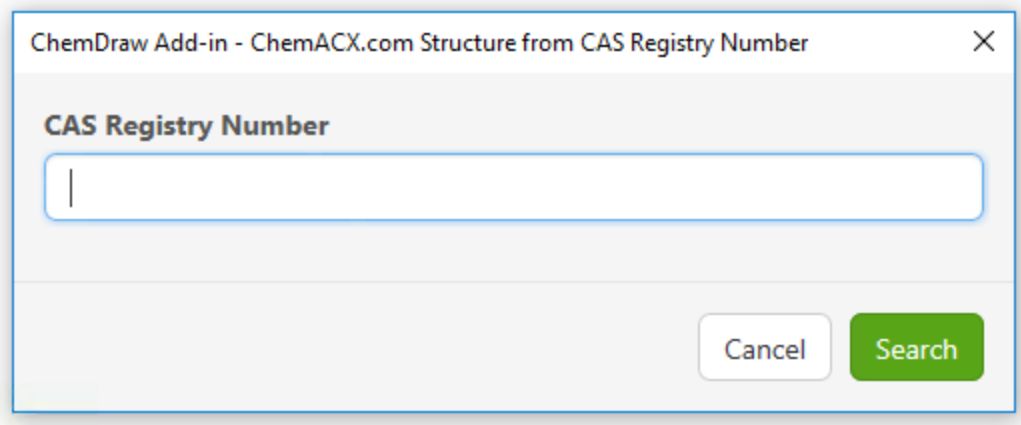 ChemDraw Add-in - ChemACX.com Structure from CAS Registry Number
CAS Registry Number
Cancel
Search